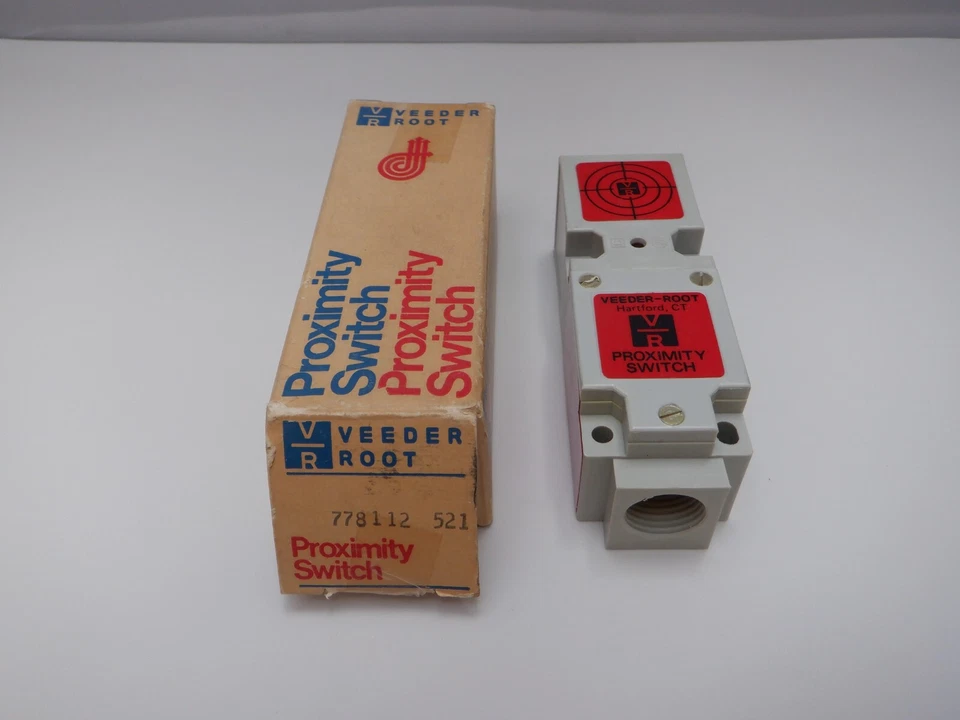 V VEEDER
R ROOT
Proximity
Switch
Proximity
Switch
V VEEDER
R ROOT
778112 521
Proximity
Switch
V
R
VEEDER-ROOT
Hartford, CT
V
R
PROXIMITY
SWITCH